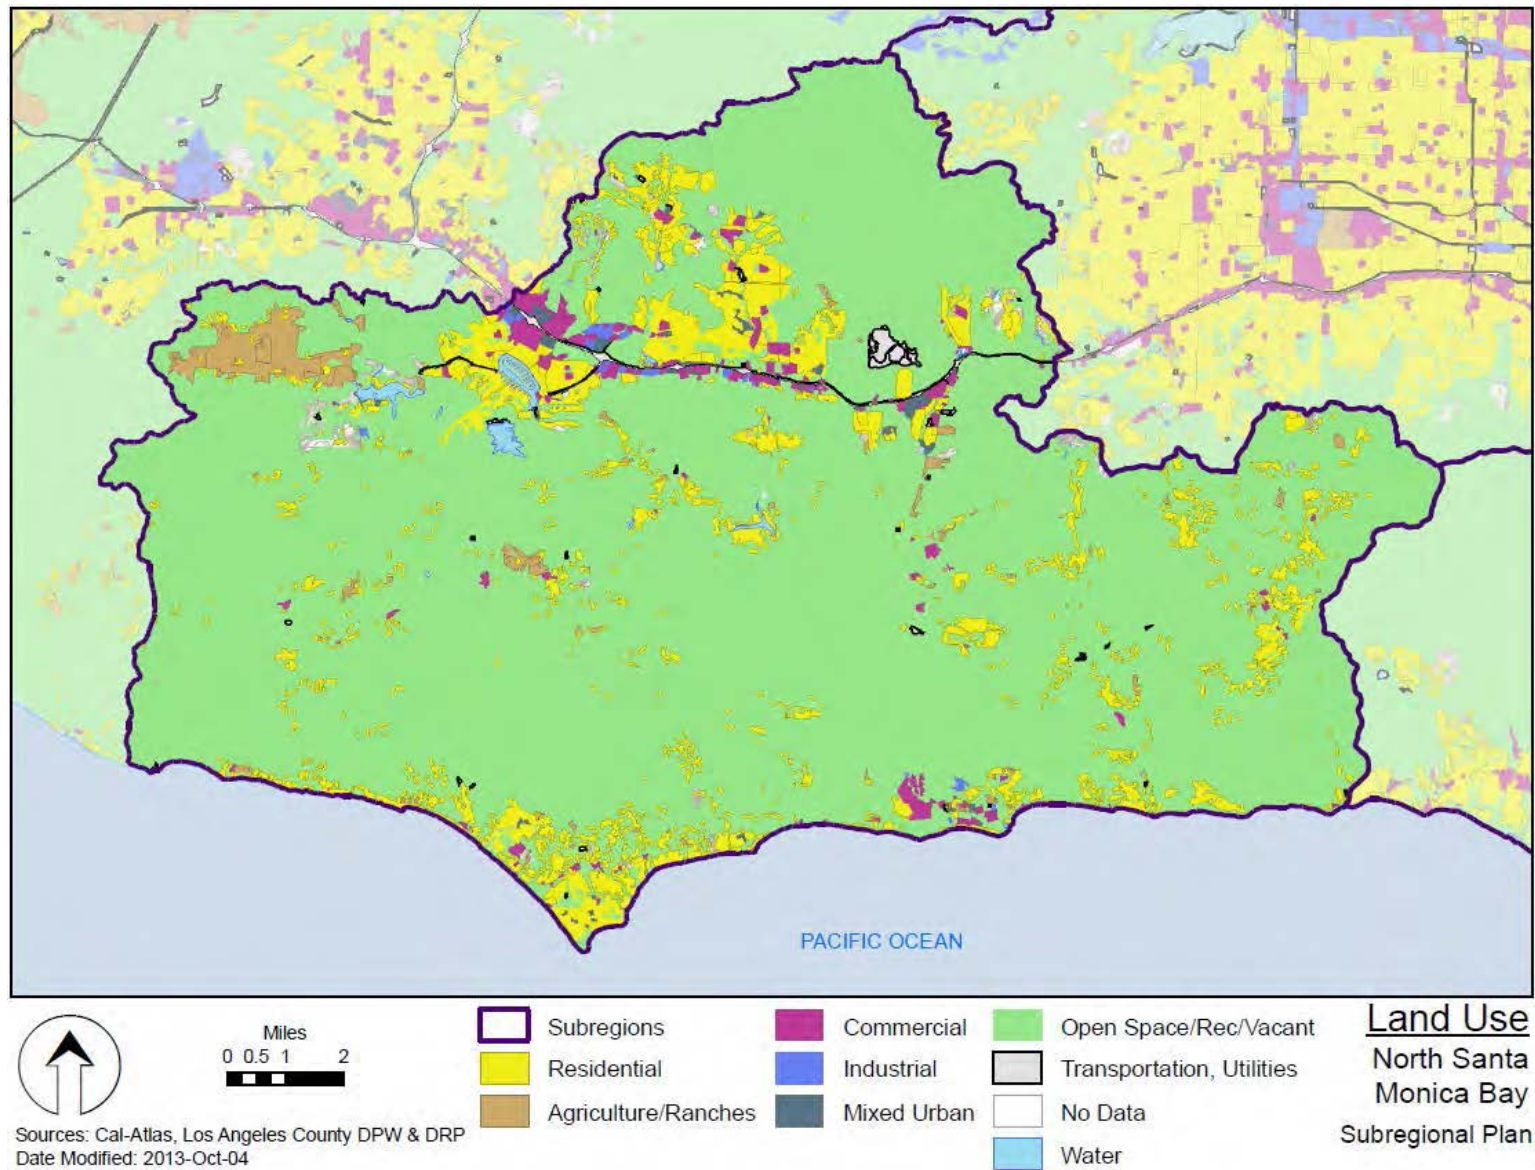 PACIFIC OCEAN
Miles
0 0.5 1 2
Sources: Cal-Atlas, Los Angeles County DPW & DRP
Date Modified: 2013-Oct-04
Subregions
Residential
Agriculture/Ranches
Commercial
Industrial
Mixed Urban
Open Space/Rec/Vacant
Transportation, Utilities
No Data
Water
Land Use
North Santa
Monica Bay
Subregional Plan